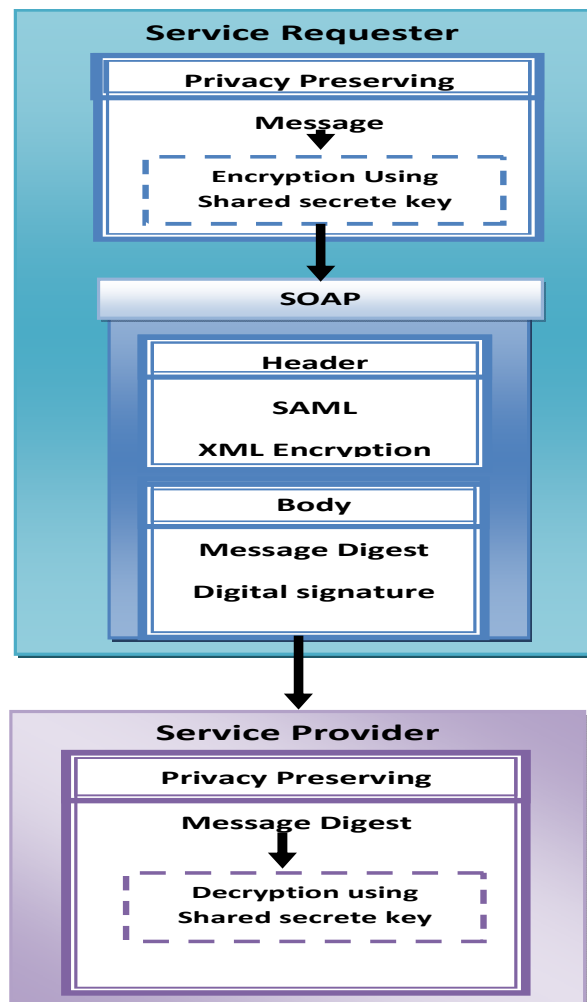 Service Requester
Privacy Preserving
Message
Encryption Using
Shared secrete key
SOAP
Header
SAML
XML Encryption
Body
Message Digest
Digital signature
Service Provider
Privacy Preserving
Message Digest
Decryption using
Shared secrete key